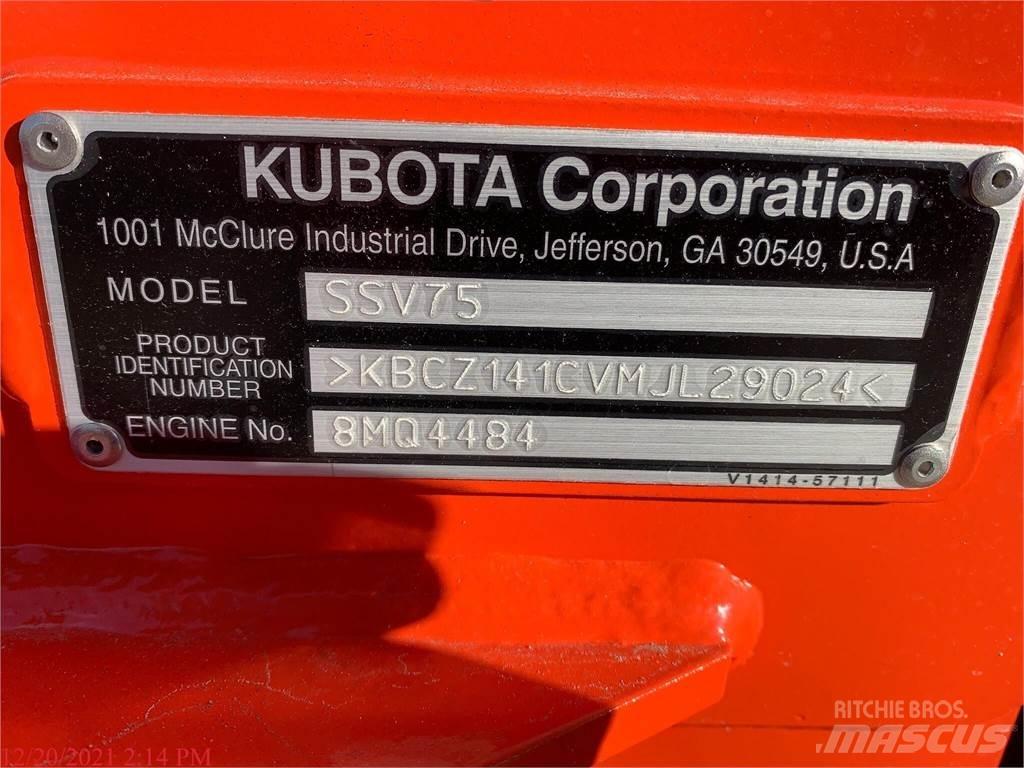 KUBOTA Corporation
1001 McClure Industrial Drive, Jefferson, GA 30549, U.S.A
MODEL SSV75
PRODUCT
IDENTIFICATION
NUMBER >KBCZ141CVMJL29024<
ENGINE No. 8MQ4484
V1414-57111
RITCHIE BROS.
MASCUS
12/20/2021 2:14 PM